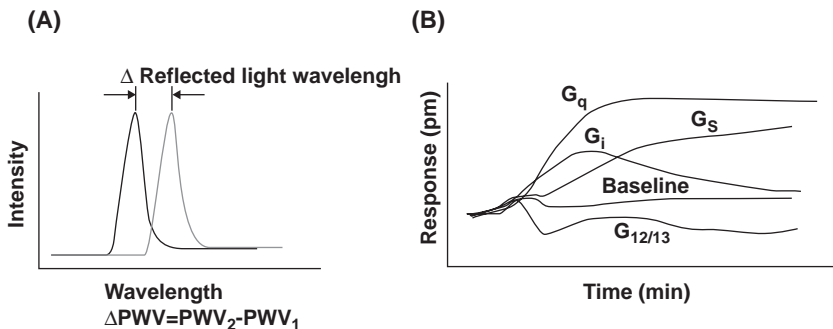 (A)
Δ Reflected light wavelengh
Intensity
Wavelength
ΔPWV=PWV₂-PWV₁
(B)
Response (pm)
Gq
GS
Gi
Baseline
G12/13
Time (min)